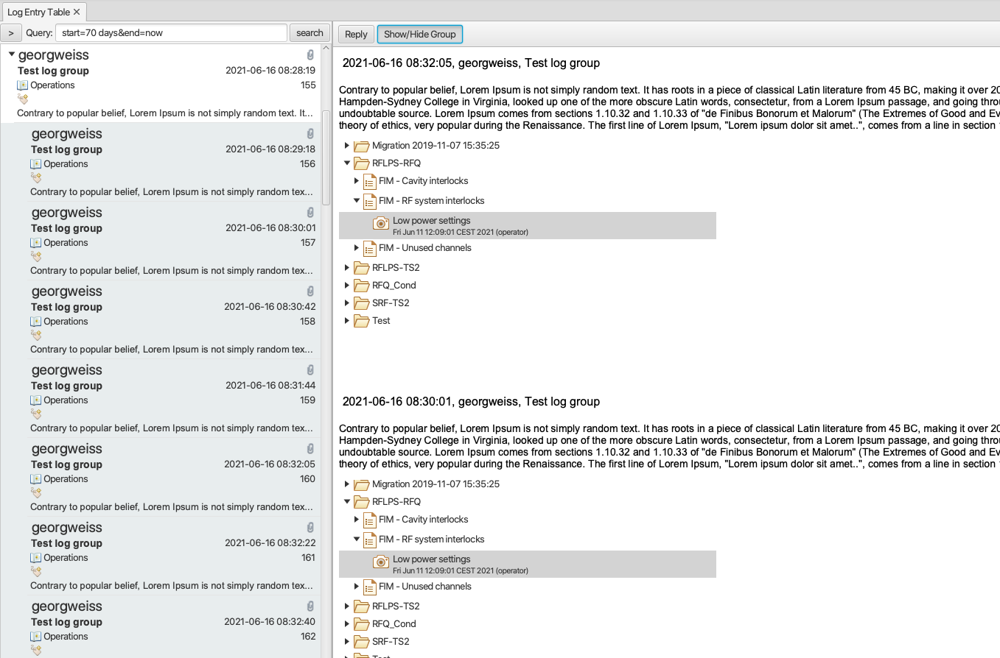 Log Entry Table
> Query: start=70 days&end=now search
georgweiss
Test log group 2021-06-16 08:28:19
Operations 155
Contrary to popular belief, Lorem Ipsum is not simply random text. It...
georgweiss
Test log group 2021-06-16 08:29:18
Operations 156
Contrary to popular belief, Lorem Ipsum is not simply random tex...
georgweiss
Test log group 2021-06-16 08:30:01
Operations 157
Contrary to popular belief, Lorem Ipsum is not simply random tex...
georgweiss
Test log group 2021-06-16 08:30:42
Operations 158
Contrary to popular belief, Lorem Ipsum is not simply random tex...
georgweiss
Test log group 2021-06-16 08:31:44
Operations 159
Contrary to popular belief, Lorem Ipsum is not simply random tex...
georgweiss
Test log group 2021-06-16 08:32:05
Operations 160
Contrary to popular belief, Lorem Ipsum is not simply random tex...
georgweiss
Test log group 2021-06-16 08:32:22
Operations 161
Contrary to popular belief, Lorem Ipsum is not simply random tex...
georgweiss
Test log group 2021-06-16 08:32:40
Operations 162
Reply Show/Hide Group
2021-06-16 08:32:05, georgweiss, Test log group
Contrary to popular belief, Lorem Ipsum is not simply random text. It has roots in a piece of classical Latin literature from 45 BC, making it over 20
Hampden-Sydney College in Virginia, looked up one of the more obscure Latin words, consectetur, from a Lorem Ipsum passage, and going throu
undoubtable source. Lorem Ipsum comes from sections 1.10.32 and 1.10.33 of "de Finibus Bonorum et Malorum" (The Extremes of Good and Ev
theory of ethics, very popular during the Renaissance. The first line of Lorem Ipsum, "Lorem ipsum dolor sit amet..", comes from a line in section
Migration 2019-11-07 15:35:25
RFLPS-RFQ
FIM - Cavity interlocks
FIM - RF system interlocks
Low power settings
Fri Jun 11 12:09:01 CEST 2021 (operator)
FIM - Unused channels
RFLPS-TS2
RFQ_Cond
SRF-TS2
Test
2021-06-16 08:30:01, georgweiss, Test log group
Contrary to popular belief, Lorem Ipsum is not simply random text. It has roots in a piece of classical Latin literature from 45 BC, making it over 20
Hampden-Sydney College in Virginia, looked up one of the more obscure Latin words, consectetur, from a Lorem Ipsum passage, and going throu
undoubtable source. Lorem Ipsum comes from sections 1.10.32 and 1.10.33 of "de Finibus Bonorum et Malorum" (The Extremes of Good and Ev
theory of ethics, very popular during the Renaissance. The first line of Lorem Ipsum, "Lorem ipsum dolor sit amet..", comes from a line in section
Migration 2019-11-07 15:35:25
RFLPS-RFQ
FIM - Cavity interlocks
FIM - RF system interlocks
Low power settings
Fri Jun 11 12:09:01 CEST 2021 (operator)
FIM - Unused channels
RFLPS-TS2
RFQ_Cond
SRF-TS2